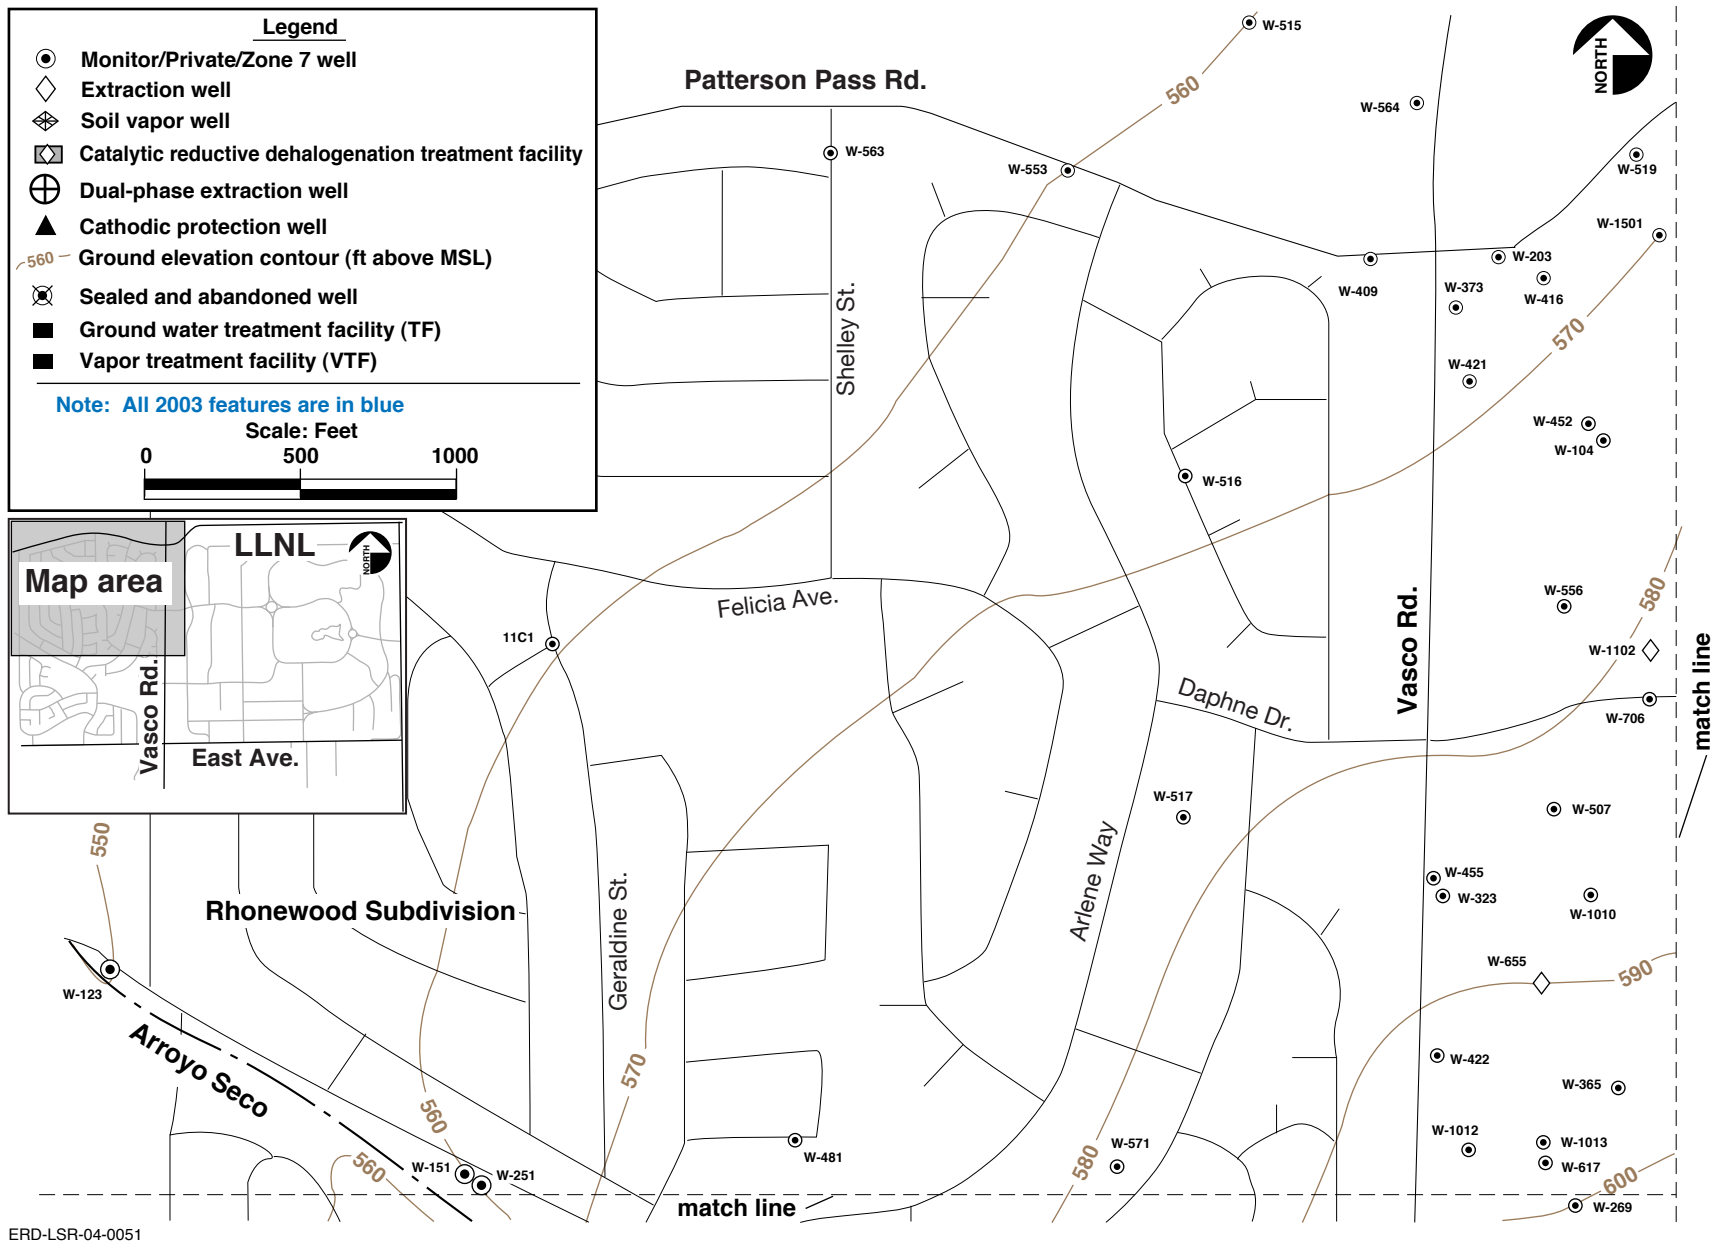 Legend
Monitor/Private/Zone 7 well
Extraction well
Soil vapor well
Catalytic reductive dehalogenation treatment facility
Dual-phase extraction well
Cathodic protection well
560
Ground elevation contour (ft above MSL)
Sealed and abandoned well
Ground water treatment facility (TF)
Vapor treatment facility (VTF)
Note: All 2003 features are in blue
Scale: Feet
0 500 1000
LLNL
NORTH
Map area
Vasco Rd.
East Ave.
Patterson Pass Rd.
NORTH
W-515
560
W-564
W-563
W-553
W-519
W-1501
W-203
W-409
W-373
W-416
570
Shelley St.
W-421
W-452
W-104
W-516
W-556
580
Felicia Ave.
Vasco Rd.
11C1
W-1102
match line
Daphne Dr.
W-706
W-517
W-507
550
Arlene Way
W-455
W-323
W-1010
Rhonewood Subdivision
Geraldine St.
W-655
590
W-123
Arroyo Seco
570
W-422
W-365
560
W-1012
W-1013
W-481
W-571
W-617
560
W-151
W-251
580
600
match line
W-269
ERD-LSR-04-0051